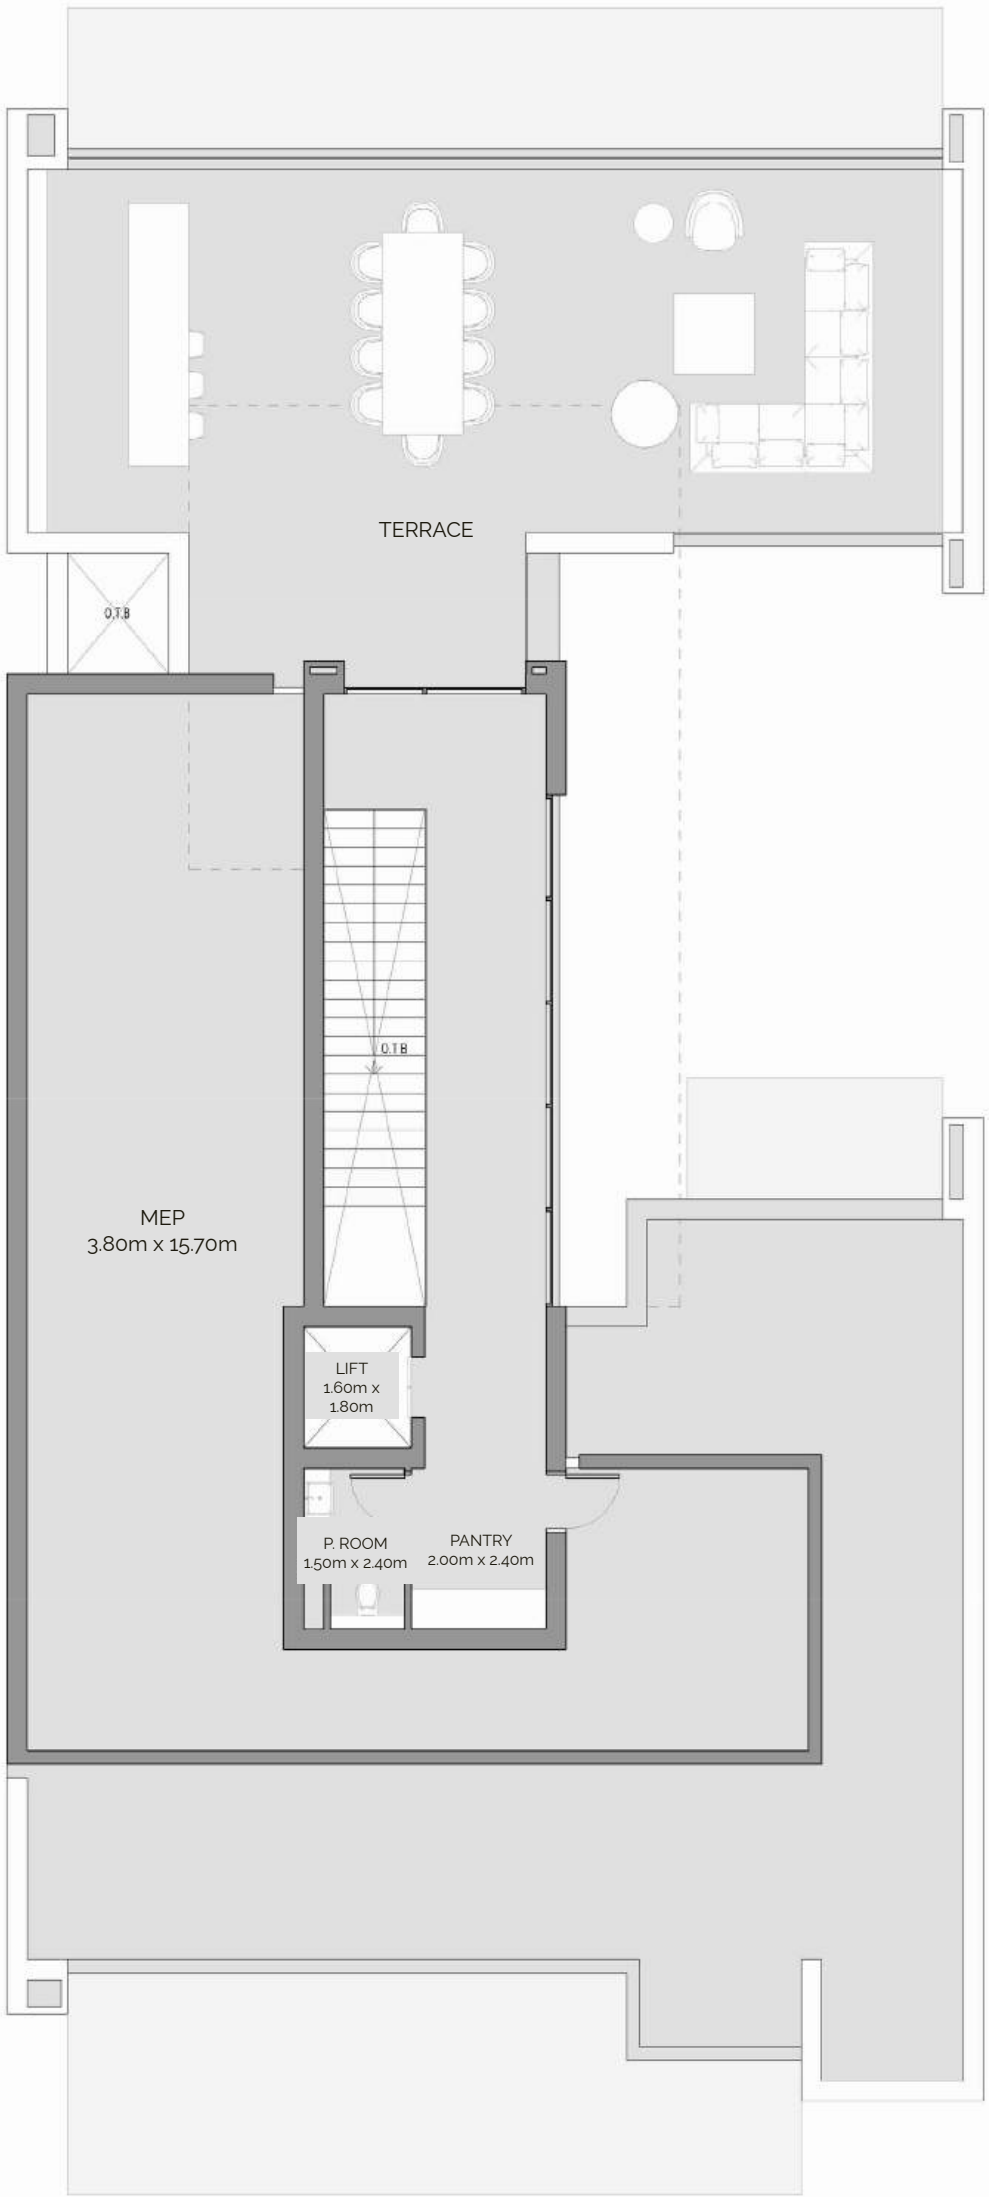 TERRACE
O.T.B
O.T.B
MEP
3.80m x 15.70m
LIFT
1.60m x
1.80m
P. ROOM
1.50m x 2.40m
PANTRY
2.00m x 2.40m